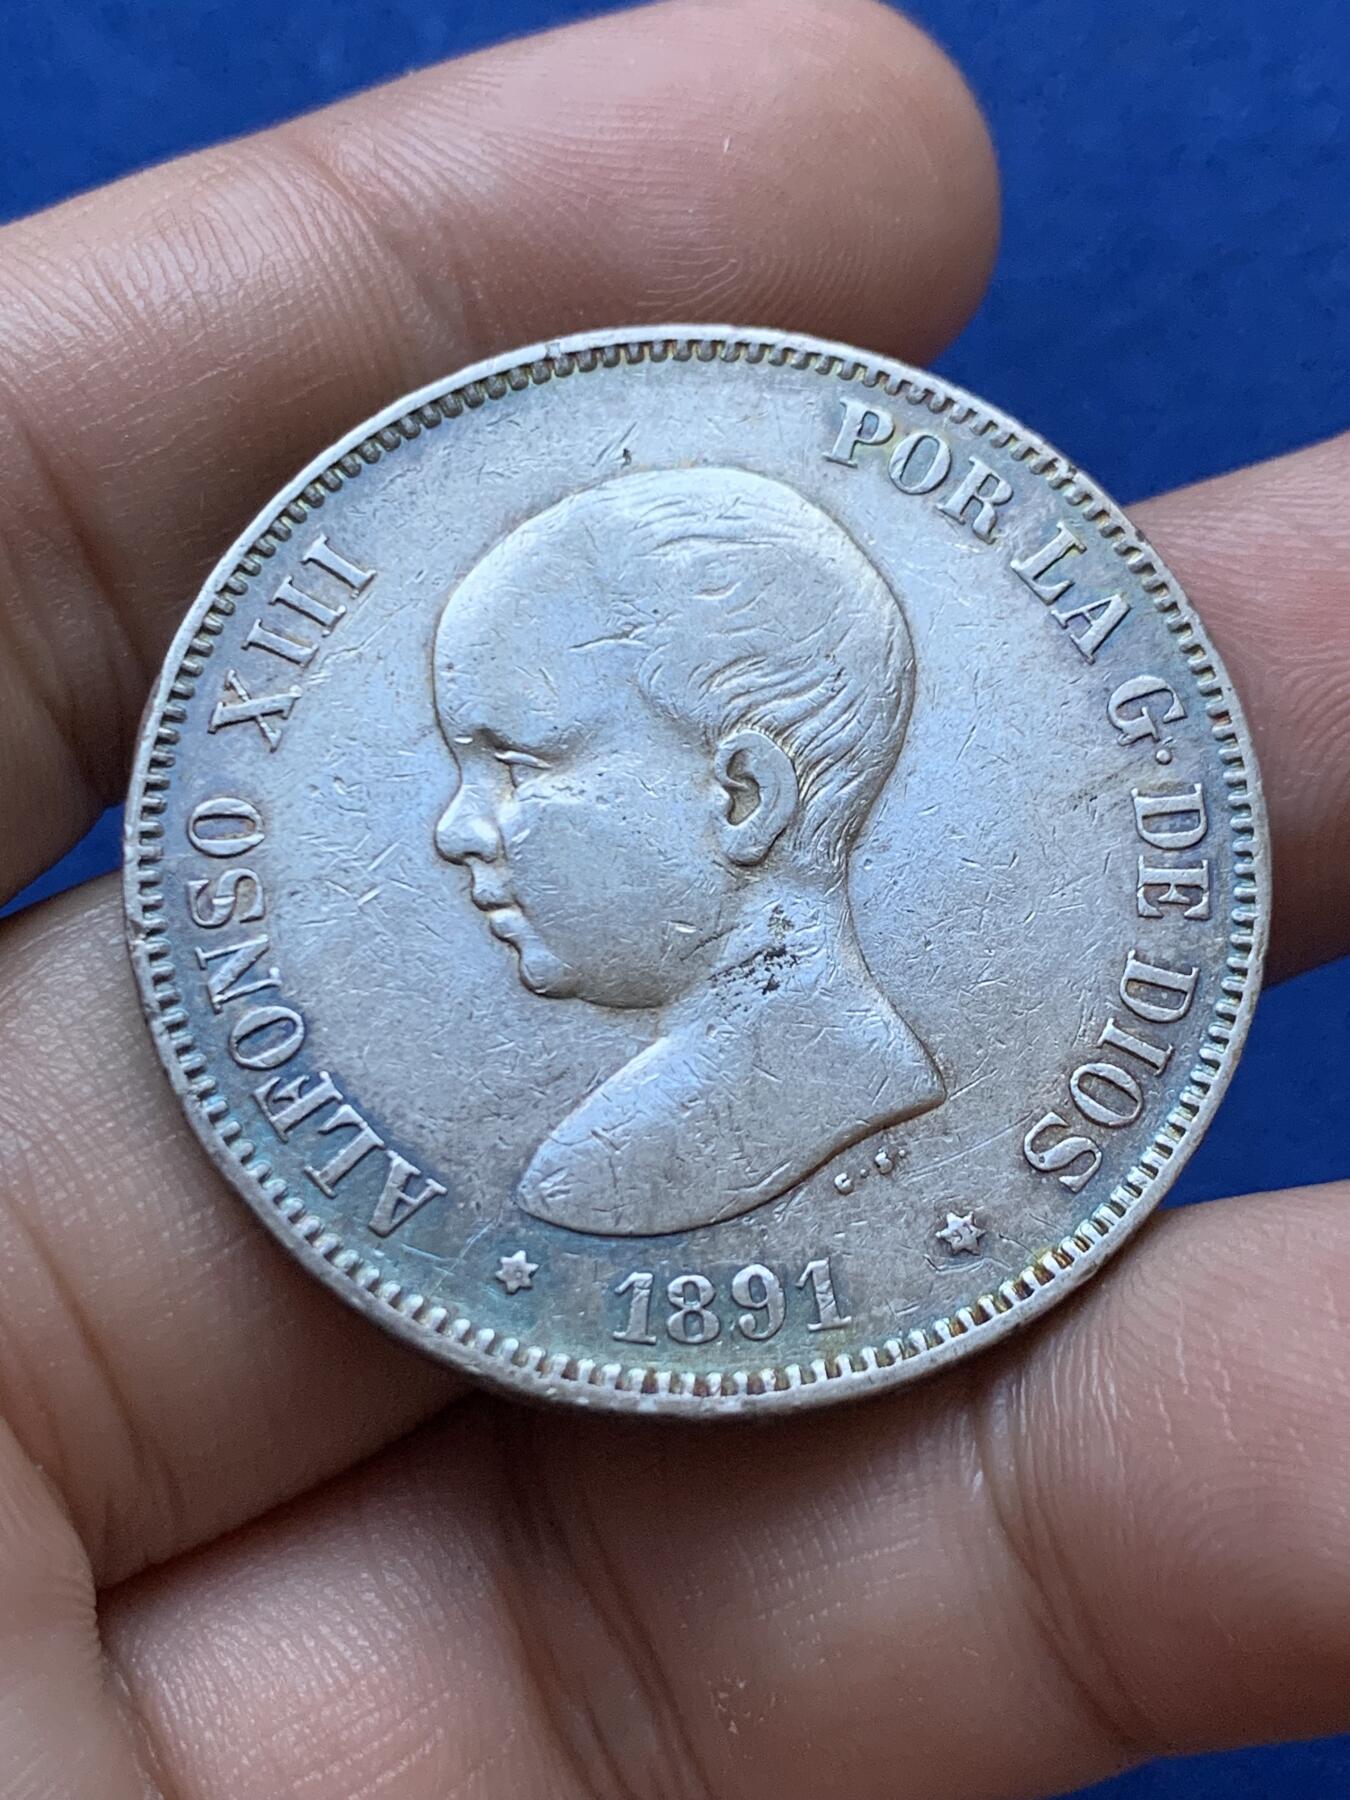 ALFONSO XIII POR LA G. DE DIOS
G. S.
* 1891 *